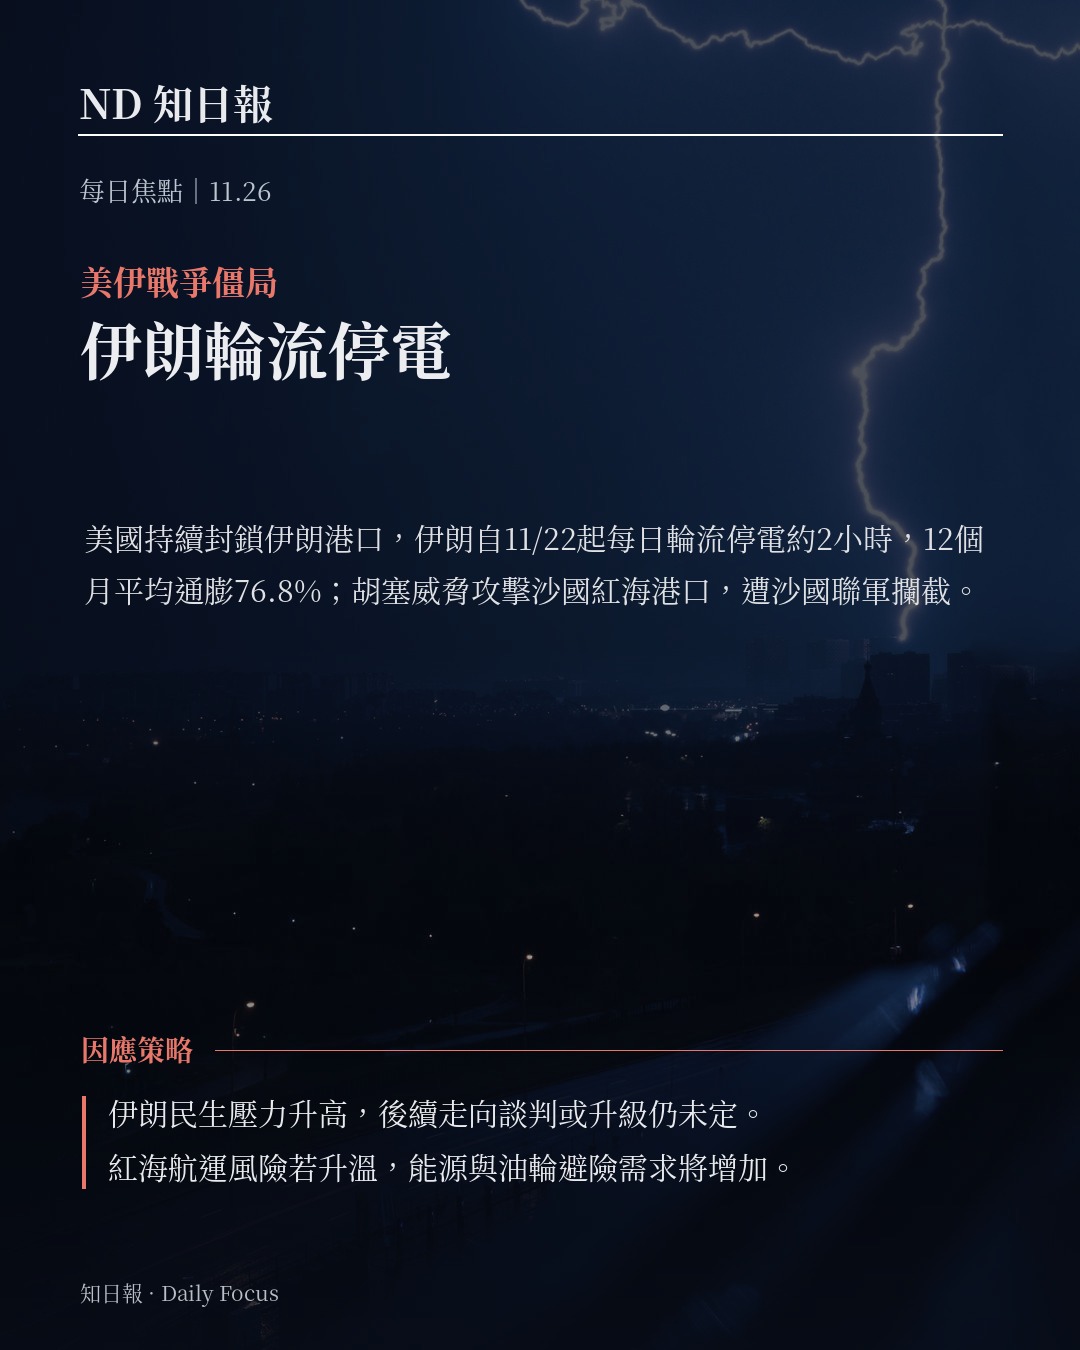 ND 知日報
每日焦點｜11.26
美伊戰爭僵局
伊朗輪流停電
美國持續封鎖伊朗港口，伊朗自11/22起每日輪流停電約2小時，12個
月平均通膨76.8%；胡塞威脅攻擊沙國紅海港口，遭沙國聯軍攔截。
因應策略
伊朗民生壓力升高，後續走向談判或升級仍未定。
紅海航運風險若升溫，能源與油輪避險需求將增加。
知日報 · Daily Focus